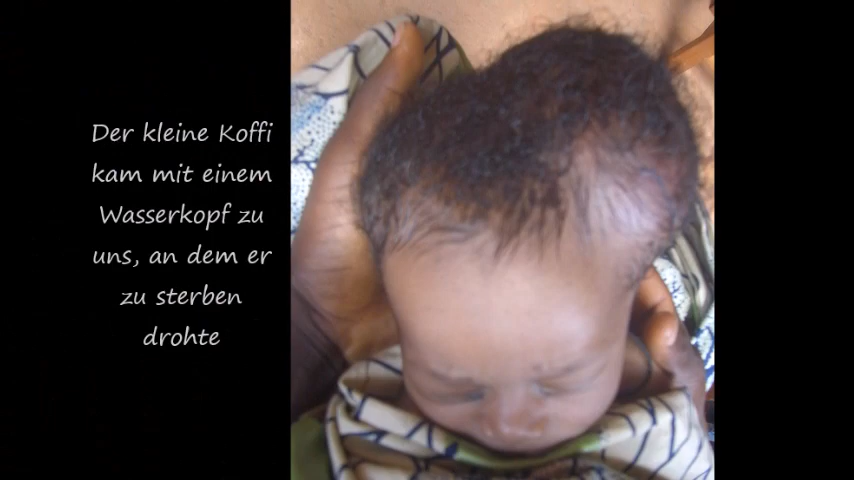 Der kleine Koffi
kam mit einem
Wasserkopf zu
uns, an dem er
zu sterben
drohte